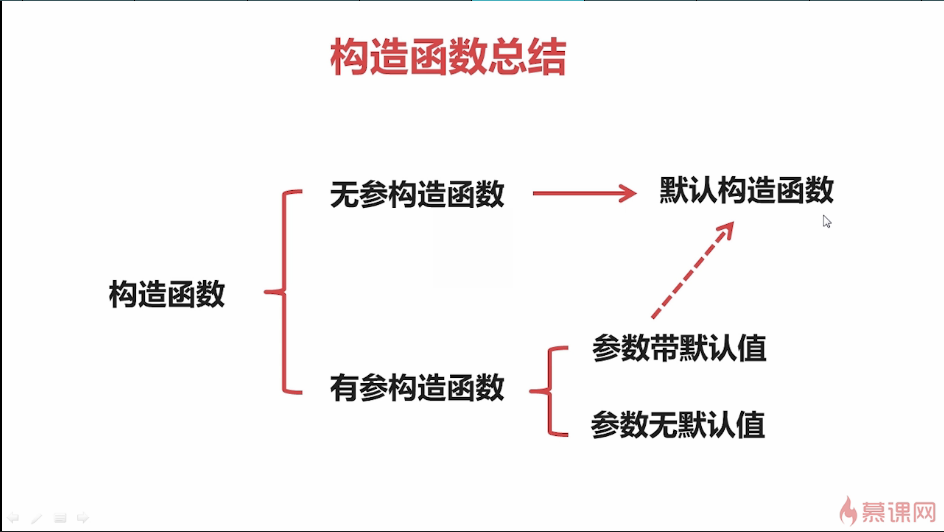 构造函数总结
无参构造函数
默认构造函数
构造函数
参数带默认值
有参构造函数
参数无默认值
慕课网